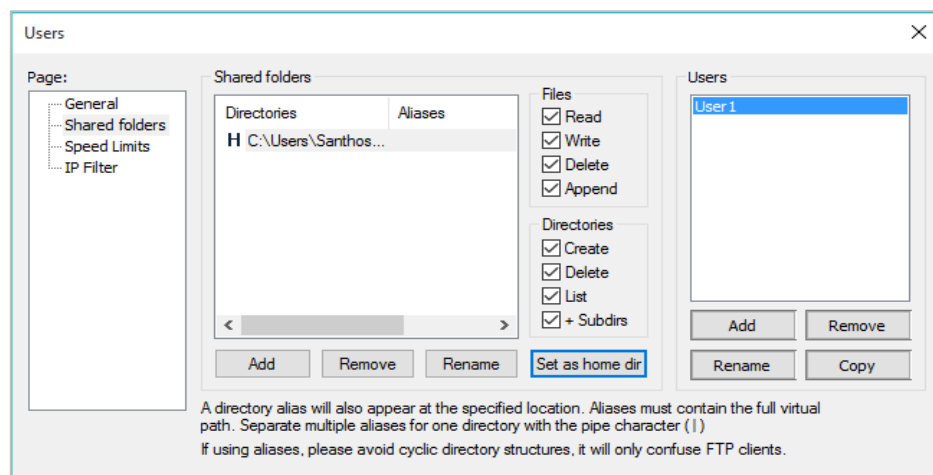 Users
Page:
General
Shared folders
Speed Limits
IP Filter
Shared folders
Directories Aliases
H C:\Users\Santhos...
Files
Read
Write
Delete
Append
Directories
Create
Delete
List
+ Subdirs
Add Remove Rename Set as home dir
Users
User1
Add Remove
Rename Copy
A directory alias will also appear at the specified location. Aliases must contain the full virtual
path. Separate multiple aliases for one directory with the pipe character (|)
If using aliases, please avoid cyclic directory structures, it will only confuse FTP clients.